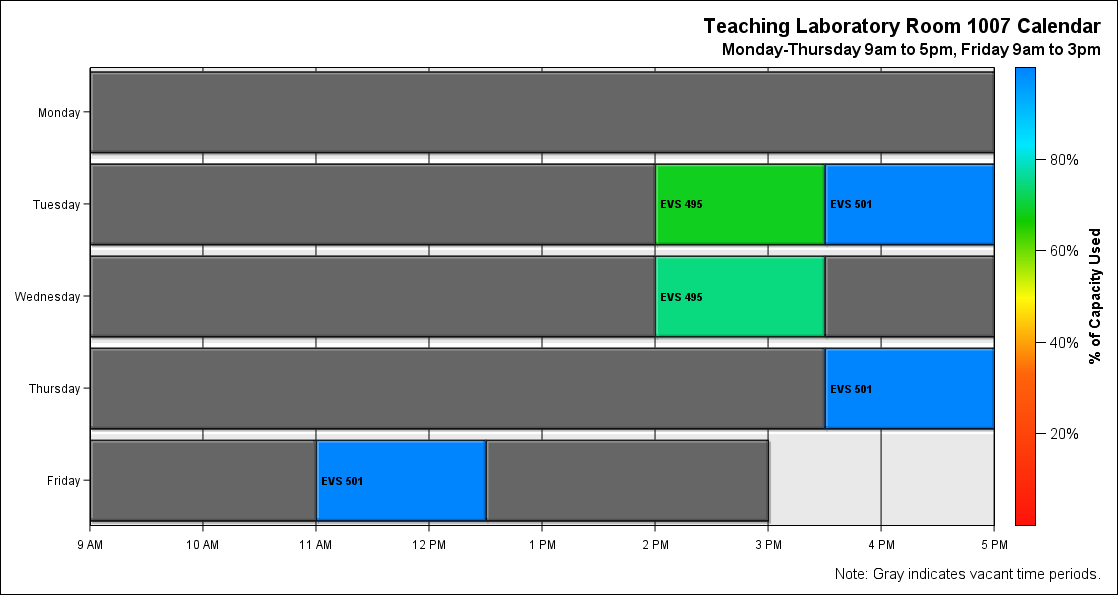 Teaching Laboratory Room 1007 Calendar
Monday-Thursday 9am to 5pm, Friday 9am to 3pm
Monday
Tuesday
EVS 495
EVS 501
Wednesday
EVS 495
Thursday
EVS 501
Friday
EVS 501
9 AM
10 AM
11 AM
12 PM
1 PM
2 PM
3 PM
4 PM
5 PM
80%
60%
40%
20%
% of Capacity Used
Note: Gray indicates vacant time periods.